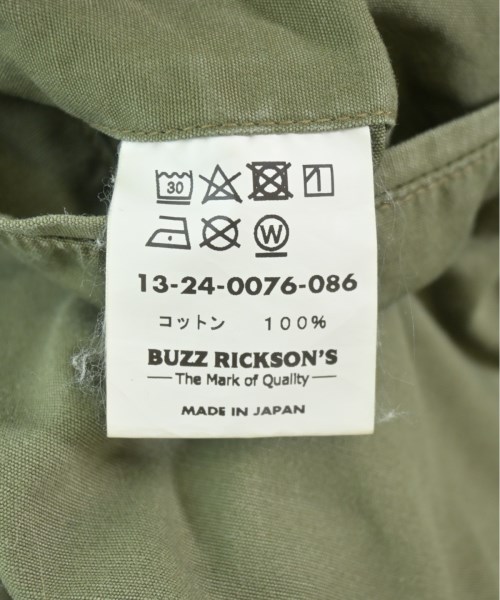 30
W
13-24-0076-086
コットン 100%
BUZZ RICKSON'S
The Mark of Quality
MADE IN JAPAN